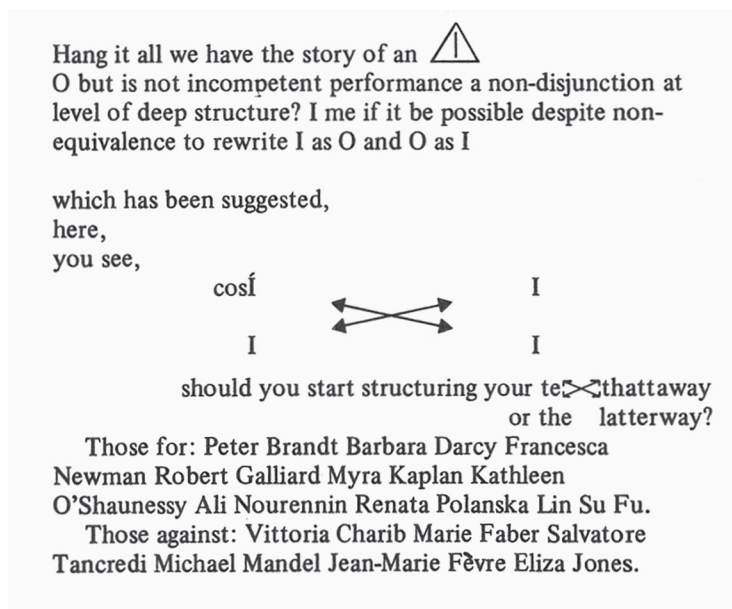 Hang it all we have the story of an I
O but is not incompetent performance a non-disjunction at
level of deep structure? I me if it be possible despite non-
equivalence to rewrite I as O and O as I
which has been suggested,
here,
you see,
cosÍ I
I I
should you start structuring your te thattaway
or the latterway?
Those for: Peter Brandt Barbara Darcy Francesca
Newman Robert Galliard Myra Kaplan Kathleen
O'Shaunessy Ali Nourennin Renata Polanska Lin Su Fu.
Those against: Vittoria Charib Marie Faber Salvatore
Tancredi Michael Mandel Jean-Marie Fèvre Eliza Jones.